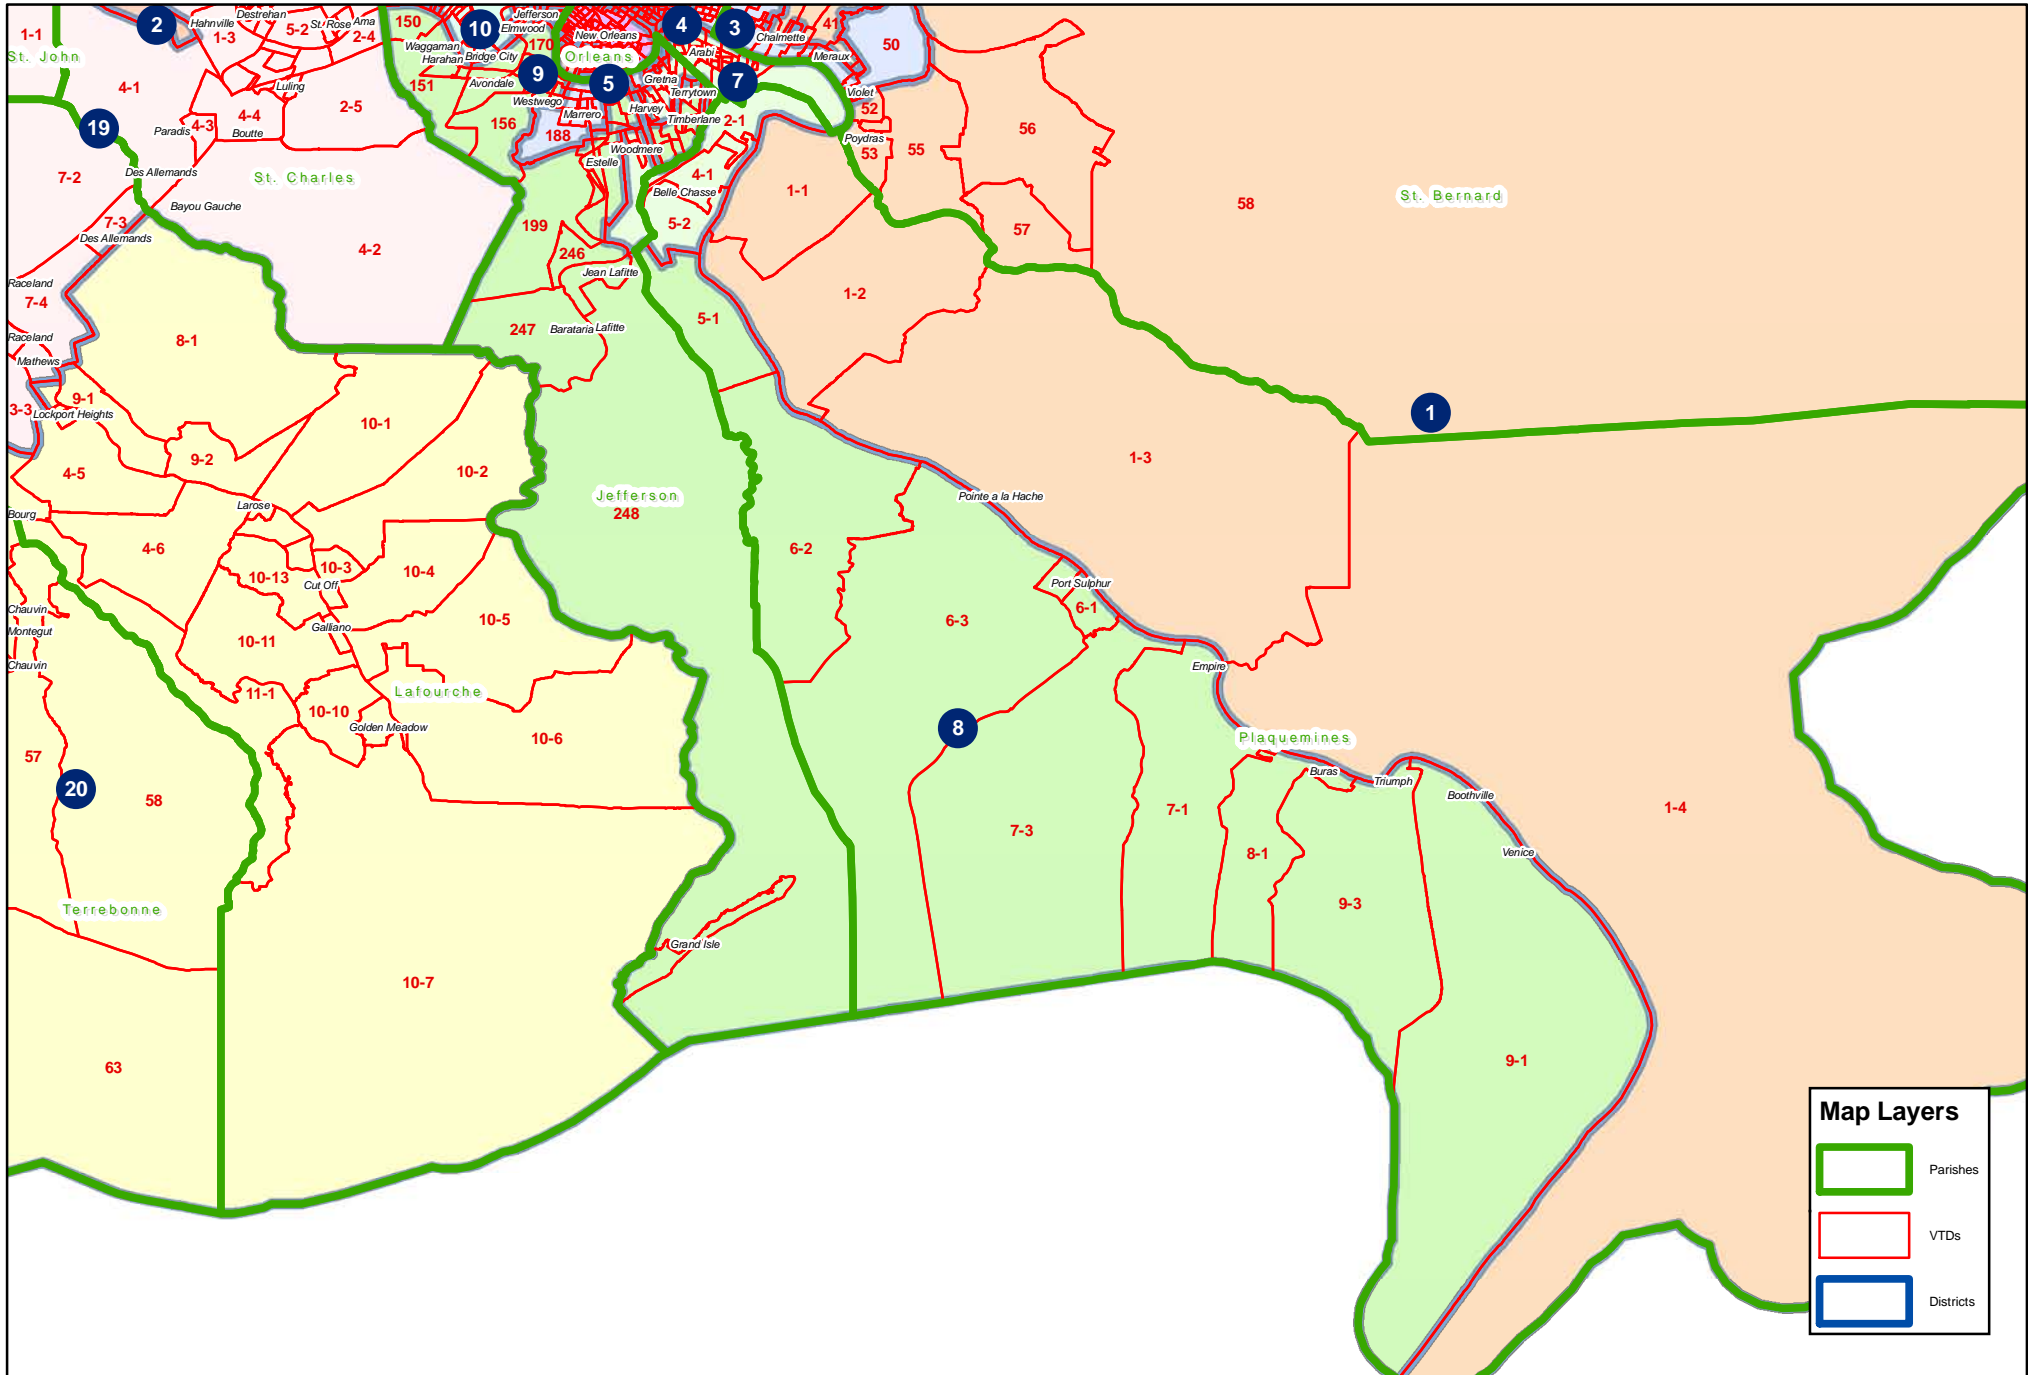 2
Hahnville
Destrehan
1-3
5-2
St. Rose
Ama
2-4
150
10
Jefferson
Elmwood
170
New Orleans
4
3
41
Chalmette
50
1-1
St. John
4-1
Waggaman
Harahan
Bridge City
Orleans
Arabi
Meraux
151
Avondale
9
5
Gretna
7
Terrytown
Violet
Luling
4-4
2-5
Westwego
Marrero
Harvey
Timberlane
2-1
52
19
Paradis
4-3
Boutte
156
188
Poydras
53
55
56
Woodmere
Estelle
4-1
7-2
Des Allemands
St. Charles
Belle Chasse
1-1
58
St. Bernard
Bayou Gauche
7-3
Des Allemands
4-2
199
5-2
57
246
Jean Lafitte
Raceland
7-4
1-2
Raceland
8-1
247
Barataria
Lafitte
5-1
Mathews
9-1
3-3
Lockport Heights
10-1
1
4-5
9-2
10-2
1-3
Jefferson
248
Pointe a la Hache
Larose
Bourg
4-6
6-2
10-13
10-3
10-4
Cut Off
Port Sulphur
6-1
Chauvin
Montegut
Galliano
10-5
6-3
10-11
Chauvin
Empire
11-1
Lafourche
10-10
Golden Meadow
10-6
8
Plaquemines
57
20
58
Buras
Triumph
Boothville
1-4
7-1
7-3
8-1
Venice
9-3
Terrebonne
Grand Isle
10-7
63
9-1
Map Layers
Parishes
VTDs
Districts